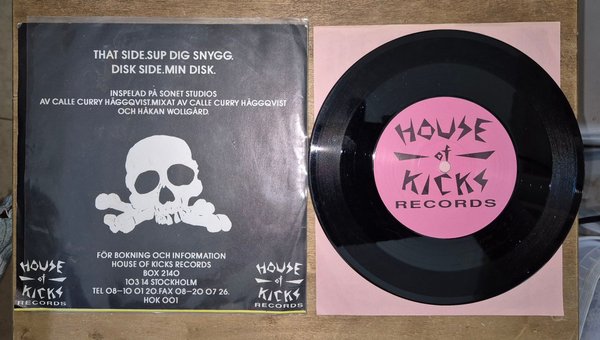 THAT SIDE.SUP DIG SNYGG.
DISK SIDE.MIN DISK.
INSPELAD PÅ SONET STUDIOS
AV CALLE CURRY HÄGGQVIST.MIXAT AV CALLE CURRY HÄGGQVIST
OCH HÅKAN WOLLGÅRD.
FÖR BOKNING OCH INFORMATION
HOUSE OF KICKS RECORDS
BOX 2140
103 14 STOCKHOLM
TEL 08-10 01 20.FAX 08-20 07 26.
HOK 001
HOUSE
of
KICKS
RECORDS
HOUSE
of
KICKS
RECORDS
HOUSE
of
KICKS
RECORDS